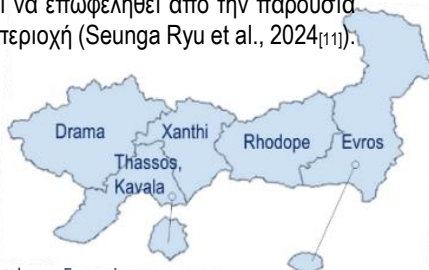 να επωφεληθεί από την παρουσία
περιοχή (Seunga Ryu et al., 2024[11]).
Drama
Xanthi
Rhodope
Evros
Thassos,
Kavala